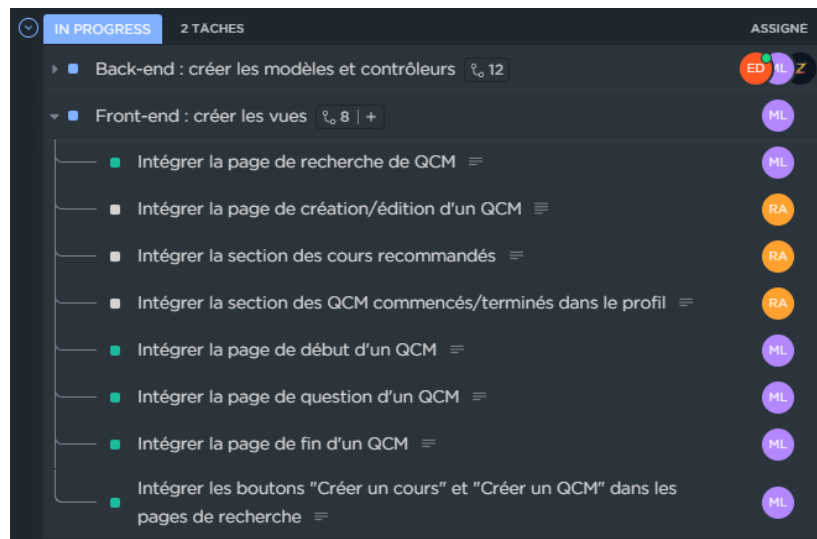 IN PROGRESS 2 TÂCHES ASSIGNÉ
Back-end : créer les modèles et contrôleurs 12 ED ML Z
Front-end : créer les vues 8 | + ML
Intégrer la page de recherche de QCM ML
Intégrer la page de création/édition d'un QCM RA
Intégrer la section des cours recommandés RA
Intégrer la section des QCM commencés/terminés dans le profil RA
Intégrer la page de début d'un QCM ML
Intégrer la page de question d'un QCM ML
Intégrer la page de fin d'un QCM ML
Intégrer les boutons "Créer un cours" et "Créer un QCM" dans les
pages de recherche ML